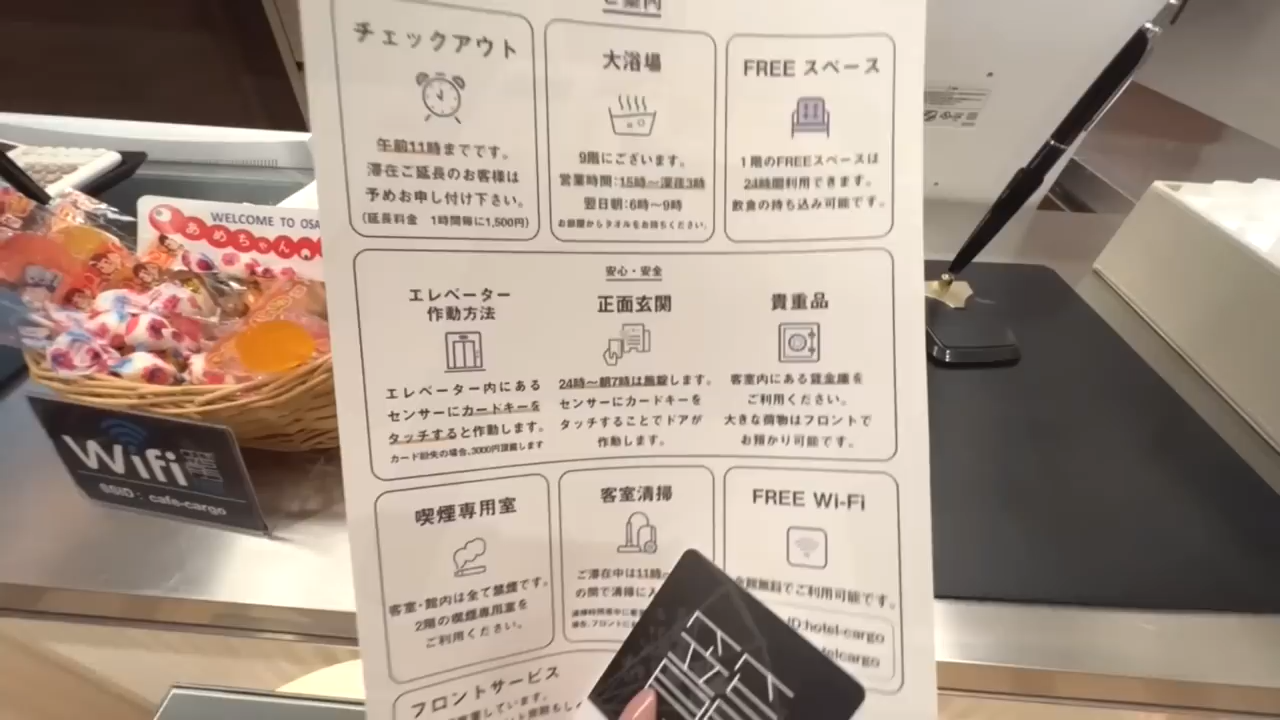 ご案内
チェックアウト
午前11時までです。
滞在ご延長のお客様は
予めお申し付け下さい。
(延長料金 1時間毎に1,500円)
大浴場
9階にございます。
営業時間:15時〜深夜3時
翌日朝:6時〜9時
お部屋からタオルをお持ちください。
FREE スペース
1階のFREEスペースは
24時間利用できます。
飲食の持ち込み可能です。
安心・安全
エレベーター
作動方法
エレベーター内にある
センサーにカードキーを
タッチすると作動します。
カード紛失の場合、3000円頂戴します
正面玄関
24時〜朝7時は施錠します。
センサーにカードキーを
タッチすることでドアが
作動します。
貴重品
客室内にある貸金庫を
ご利用ください。
大きな荷物はフロントで
お預かり可能です。
喫煙専用室
客室・館内は全て禁煙です。
2階の喫煙専用室を
ご利用ください。
客室清掃
ご滞在中は11時〜
の間で清掃に入
FREE Wi-Fi
全館無料でご利用可能です。
ID:hotel-cargo
elcargo
フロントサービス
しています。
WELCOME TO OSA
あめちゃん
Wifi
SSID : cafe-cargo